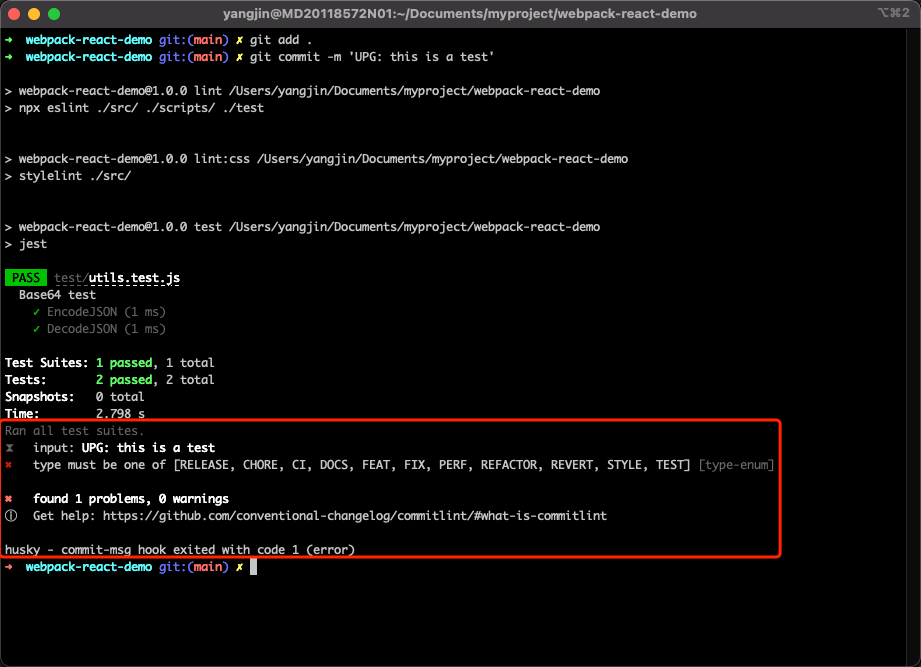 yangjin@MD20118572N01:~/Documents/myproject/webpack-react-demo
⌥⌘2
→ webpack-react-demo git:(main) ✗ git add .
→ webpack-react-demo git:(main) ✗ git commit -m 'UPG: this is a test'
> webpack-react-demo@1.0.0 lint /Users/yangjin/Documents/myproject/webpack-react-demo
> npx eslint ./src/ ./scripts/ ./test
> webpack-react-demo@1.0.0 lint:css /Users/yangjin/Documents/myproject/webpack-react-demo
> stylelint ./src/
> webpack-react-demo@1.0.0 test /Users/yangjin/Documents/myproject/webpack-react-demo
> jest
PASS test/utils.test.js
Base64 test
✓ EncodeJSON (1 ms)
✓ DecodeJSON (1 ms)
Test Suites: 1 passed, 1 total
Tests: 2 passed, 2 total
Snapshots: 0 total
Time: 2.798 s
Ran all test suites.
⧗ input: UPG: this is a test
✖ type must be one of [RELEASE, CHORE, CI, DOCS, FEAT, FIX, PERF, REFACTOR, REVERT, STYLE, TEST] [type-enum]
✖ found 1 problems, 0 warnings
ⓘ Get help: https://github.com/conventional-changelog/commitlint/#what-is-commitlint
husky - commit-msg hook exited with code 1 (error)
→ webpack-react-demo git:(main) ✗